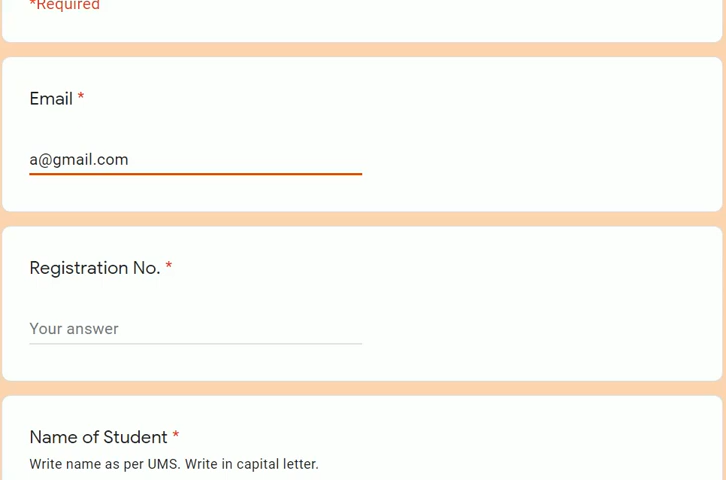 *Required
Email *
a@gmail.com
Registration No. *
Your answer
Name of Student *
Write name as per UMS. Write in capital letter.